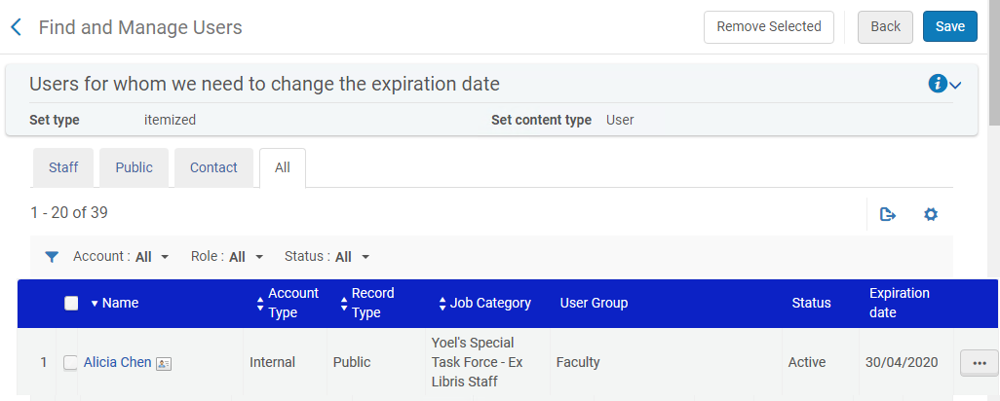 Find and Manage Users Remove Selected Back Save
Users for whom we need to change the expiration date
Set type itemized Set content type User
Staff Public Contact All
1 - 20 of 39
Account : All Role : All Status : All
Name Account Type Record Type Job Category User Group Status Expiration date
1 Alicia Chen Internal Public Yoel's Special Task Force - Ex Libris Staff Faculty Active 30/04/2020